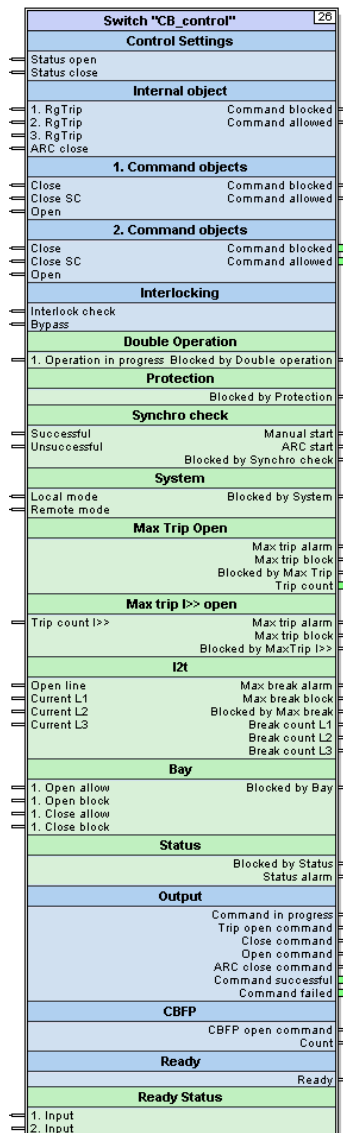 Switch "CB_control" 26
Control Settings
Status open
Status close
Internal object
1. RgTrip Command blocked
2. RgTrip Command allowed
3. RgTrip
ARC close
1. Command objects
Close Command blocked
Close SC Command allowed
Open
2. Command objects
Close Command blocked
Close SC Command allowed
Open
Interlocking
Interlock check
Bypass
Double Operation
1. Operation in progress Blocked by Double operation
Protection
Blocked by Protection
Synchro check
Successful Manual start
Unsuccessful ARC start
Blocked by Synchro check
System
Local mode Blocked by System
Remote mode
Max Trip Open
Max trip alarm
Max trip block
Blocked by Max Trip
Trip count
Max trip I>> open
Trip count I>> Max trip alarm
Max trip block
Blocked by MaxTrip I>>
I2t
Open line Max break alarm
Current L1 Max break block
Current L2 Blocked by Max break
Current L3 Break count L1
Break count L2
Break count L3
Bay
1. Open allow Blocked by Bay
1. Open block
1. Close allow
1. Close block
Status
Blocked by Status
Status alarm
Output
Command in progress
Trip open command
Close command
Open command
ARC close command
Command successful
Command failed
CBFP
CBFP open command
Count
Ready
Ready
Ready Status
1. Input
2. Input